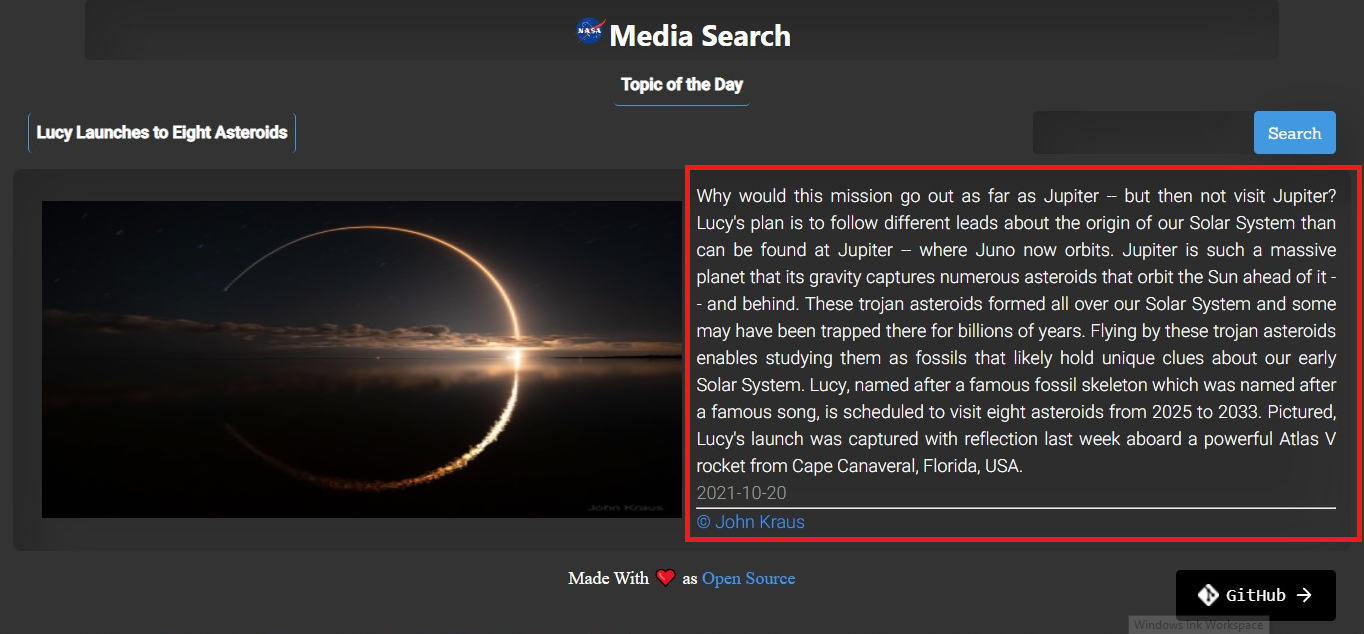 NASA
Media Search
Topic of the Day
Lucy Launches to Eight Asteroids
Search
Why would this mission go out as far as Jupiter -- but then not visit Jupiter?
Lucy's plan is to follow different leads about the origin of our Solar System than
can be found at Jupiter -- where Juno now orbits. Jupiter is such a massive
planet that its gravity captures numerous asteroids that orbit the Sun ahead of it -
- and behind. These trojan asteroids formed all over our Solar System and some
may have been trapped there for billions of years. Flying by these trojan asteroids
enables studying them as fossils that likely hold unique clues about our early
Solar System. Lucy, named after a famous fossil skeleton which was named after
a famous song, is scheduled to visit eight asteroids from 2025 to 2033. Pictured,
Lucy's launch was captured with reflection last week aboard a powerful Atlas V
rocket from Cape Canaveral, Florida, USA.
2021-10-20
© John Kraus
John Kraus
Made With ❤ as Open Source
GitHub →
Windows Ink Workspace